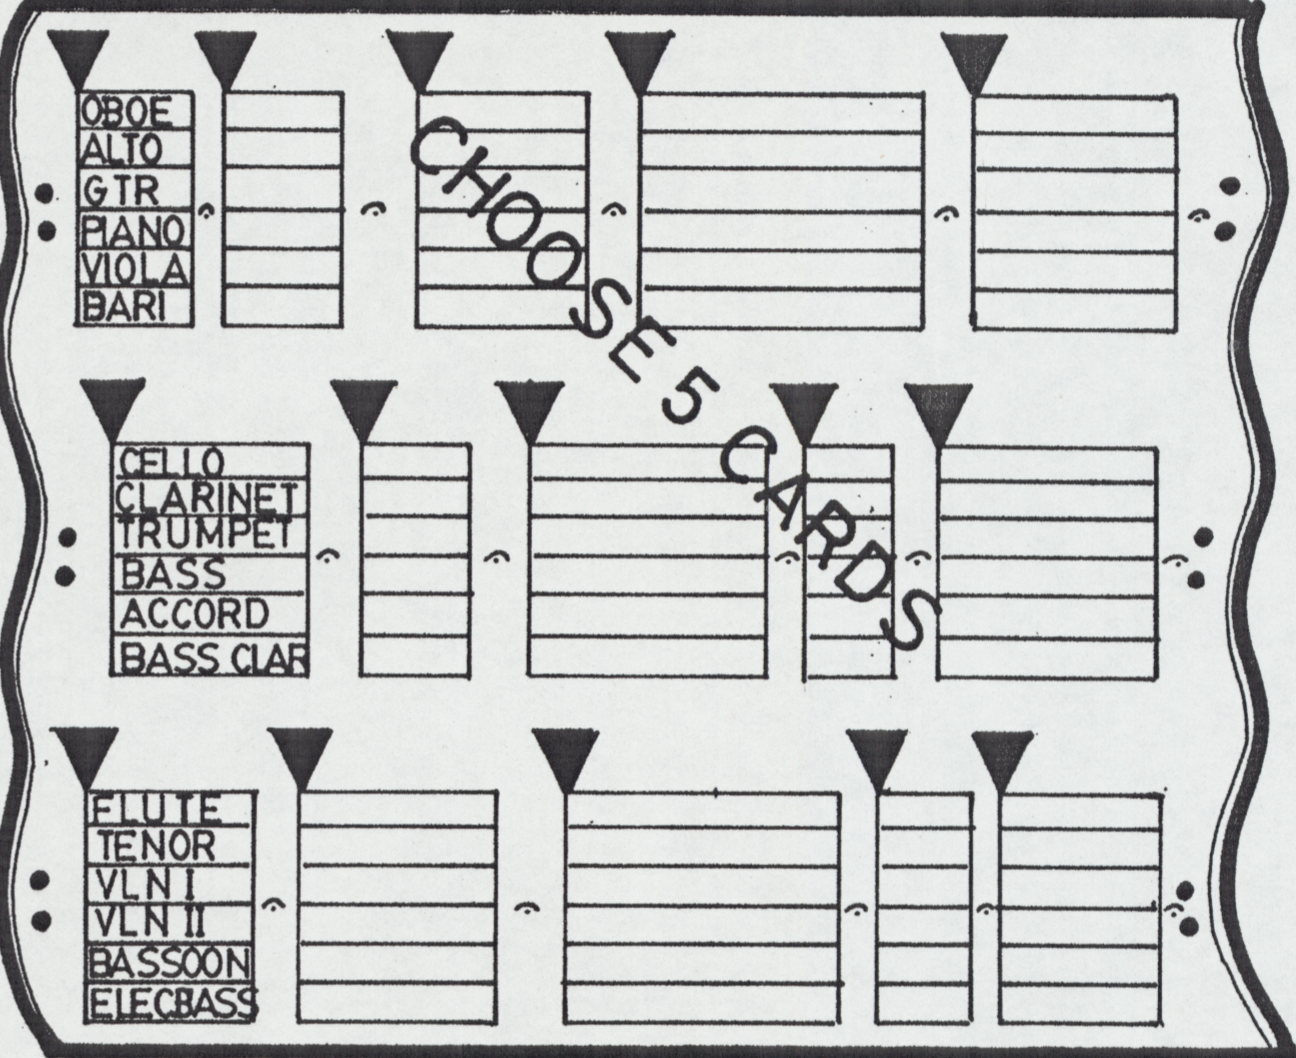 OBOE
ALTO
GTR
PIANO
VIOLA
BARI
CHOOSE 5 CARDS
CELLO
CLARINET
TRUMPET
BASS
ACCORD
BASS CLAR
FLUTE
TENOR
VLN I
VLN II
BASSOON
ELECBASS